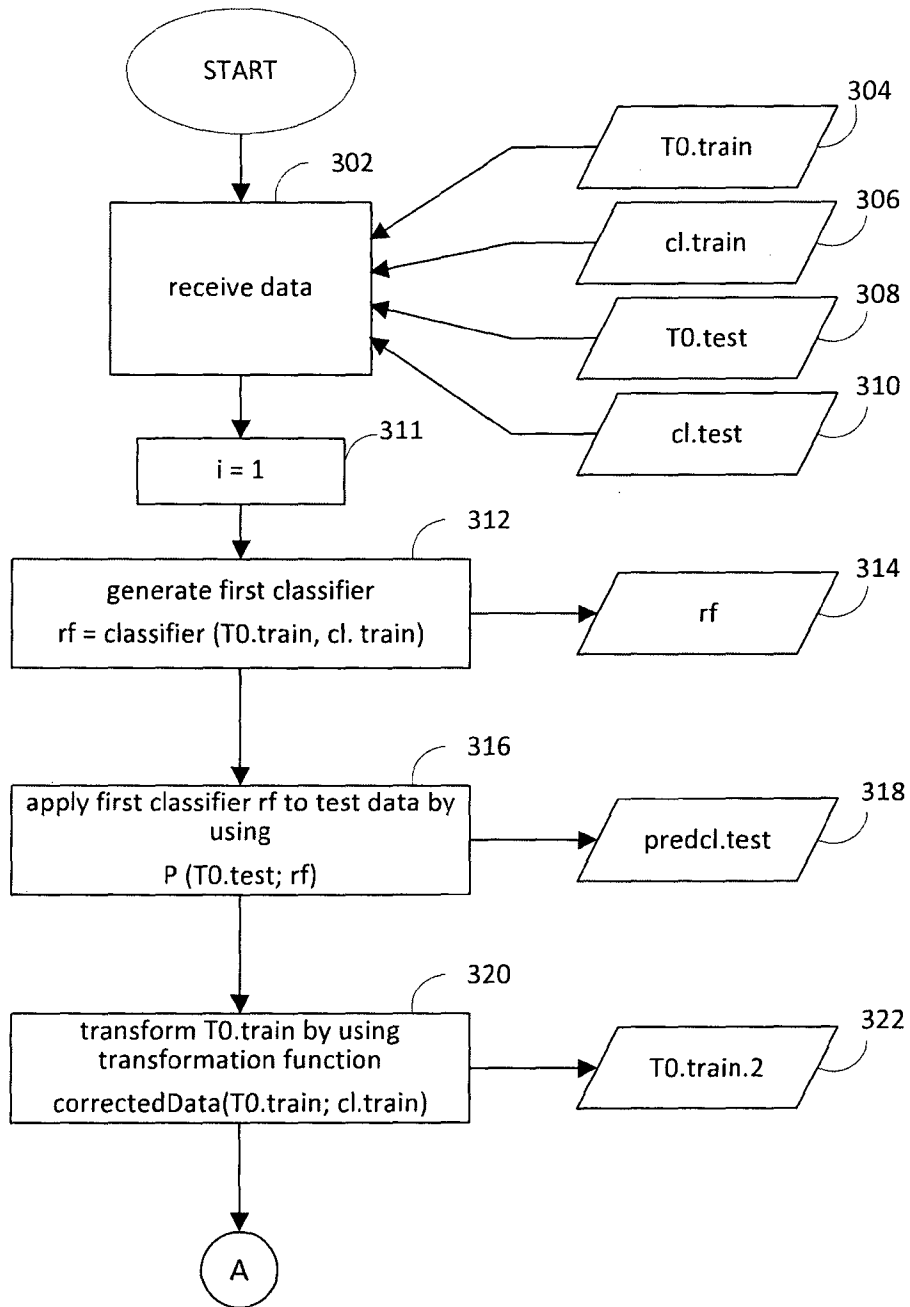 START
304
T0.train
302
306
cl.train
receive data
308
T0.test
310
cl.test
311
i = 1
312
generate first classifier
rf = classifier (T0.train, cl. train)
314
rf
316
apply first classifier rf to test data by
using
P (T0.test; rf)
318
predcl.test
320
transform T0.train by using
transformation function
correctedData(T0.train; cl.train)
322
T0.train.2
A